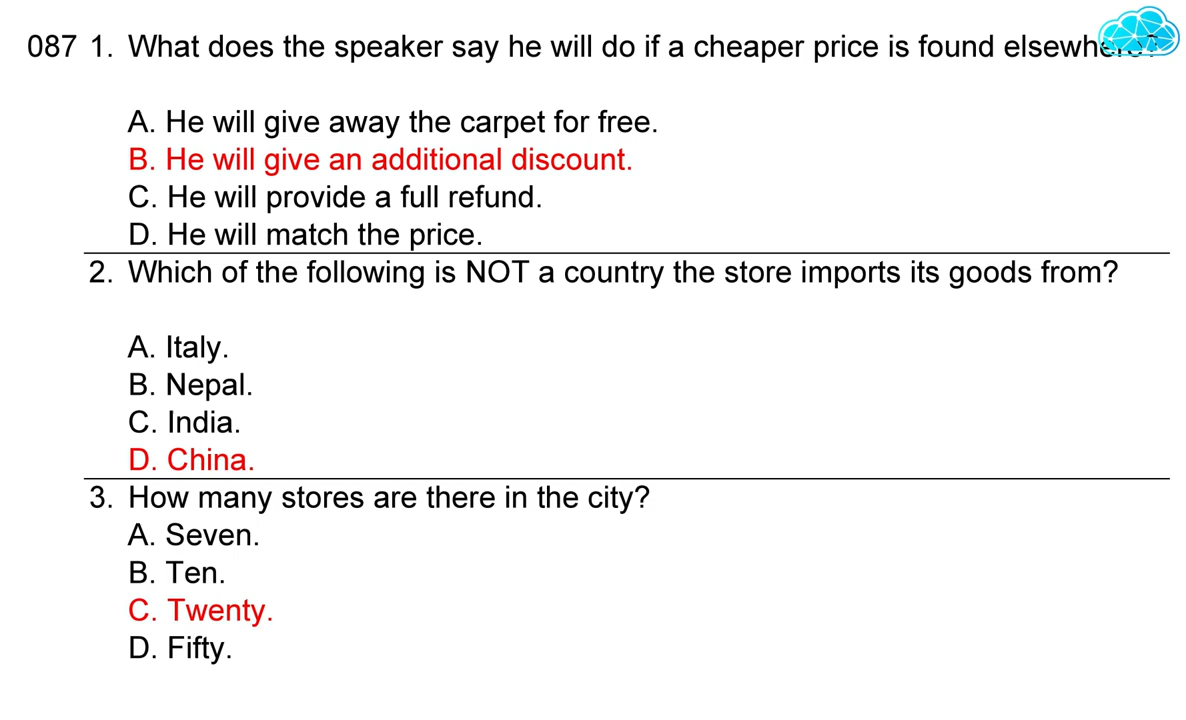 087 1. What does the speaker say he will do if a cheaper price is found elsewhere?
A. He will give away the carpet for free.
B. He will give an additional discount.
C. He will provide a full refund.
D. He will match the price.
2. Which of the following is NOT a country the store imports its goods from?
A. Italy.
B. Nepal.
C. India.
D. China.
3. How many stores are there in the city?
A. Seven.
B. Ten.
C. Twenty.
D. Fifty.